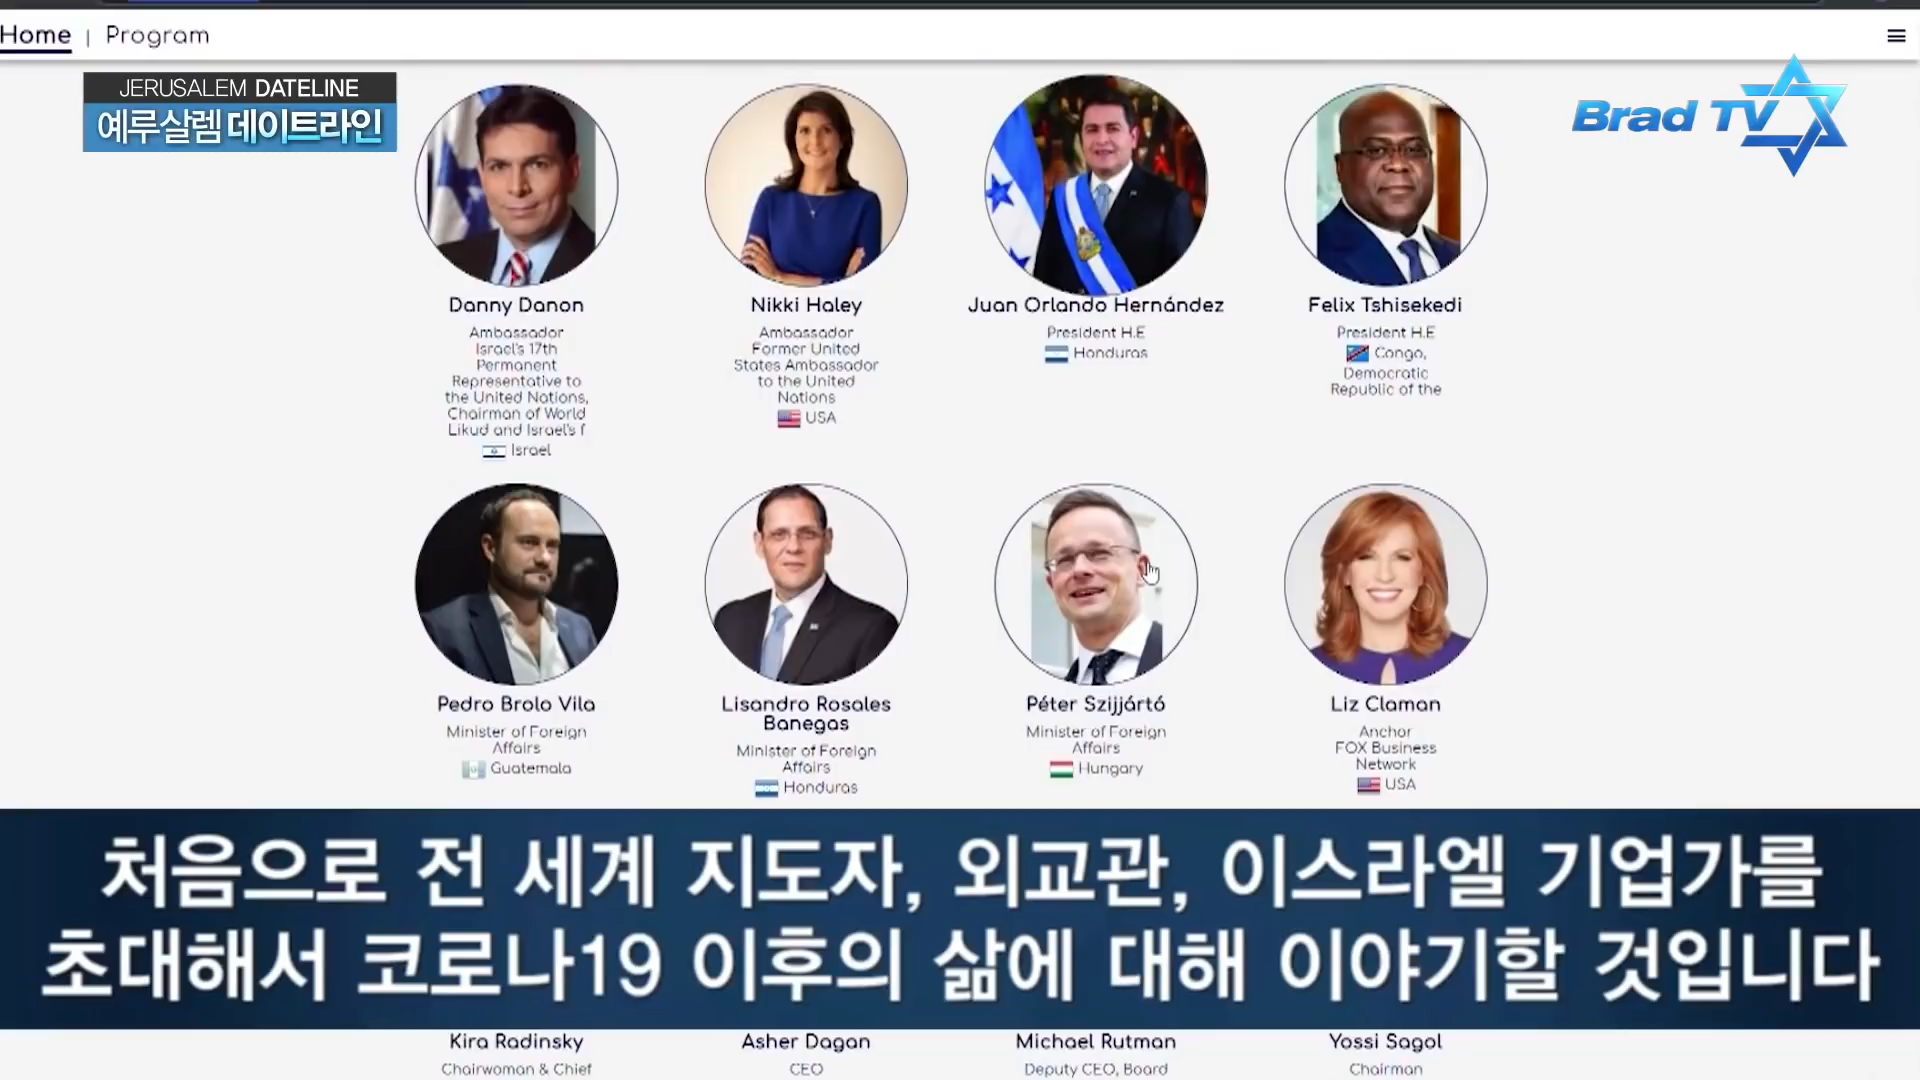 Home | Program
JERUSALEM DATELINE
예루살렘 데이트라인
Brad TV
Danny Danon
Ambassador
Israel's 17th
Permanent
Representative to
the United Nations,
Chairman of World
Likud and Israel's f
Israel
Nikki Haley
Ambassador
Former United
States Ambassador
to the United
Nations
USA
Juan Orlando Hernández
President H.E
Honduras
Felix Tshisekedi
President H.E
Congo,
Democratic
Republic of the
Pedro Brolo Vila
Minister of Foreign
Affairs
Guatemala
Lisandro Rosales
Banegas
Minister of Foreign
Affairs
Honduras
Péter Szijjártó
Minister of Foreign
Affairs
Hungary
Liz Claman
Anchor
FOX Business
Network
USA
처음으로 전 세계 지도자, 외교관, 이스라엘 기업가를
초대해서 코로나19 이후의 삶에 대해 이야기할 것입니다
Kira Radinsky
Chairwoman & Chief
Asher Dagan
CEO
Michael Rutman
Deputy CEO, Board
Yossi Sagol
Chairman